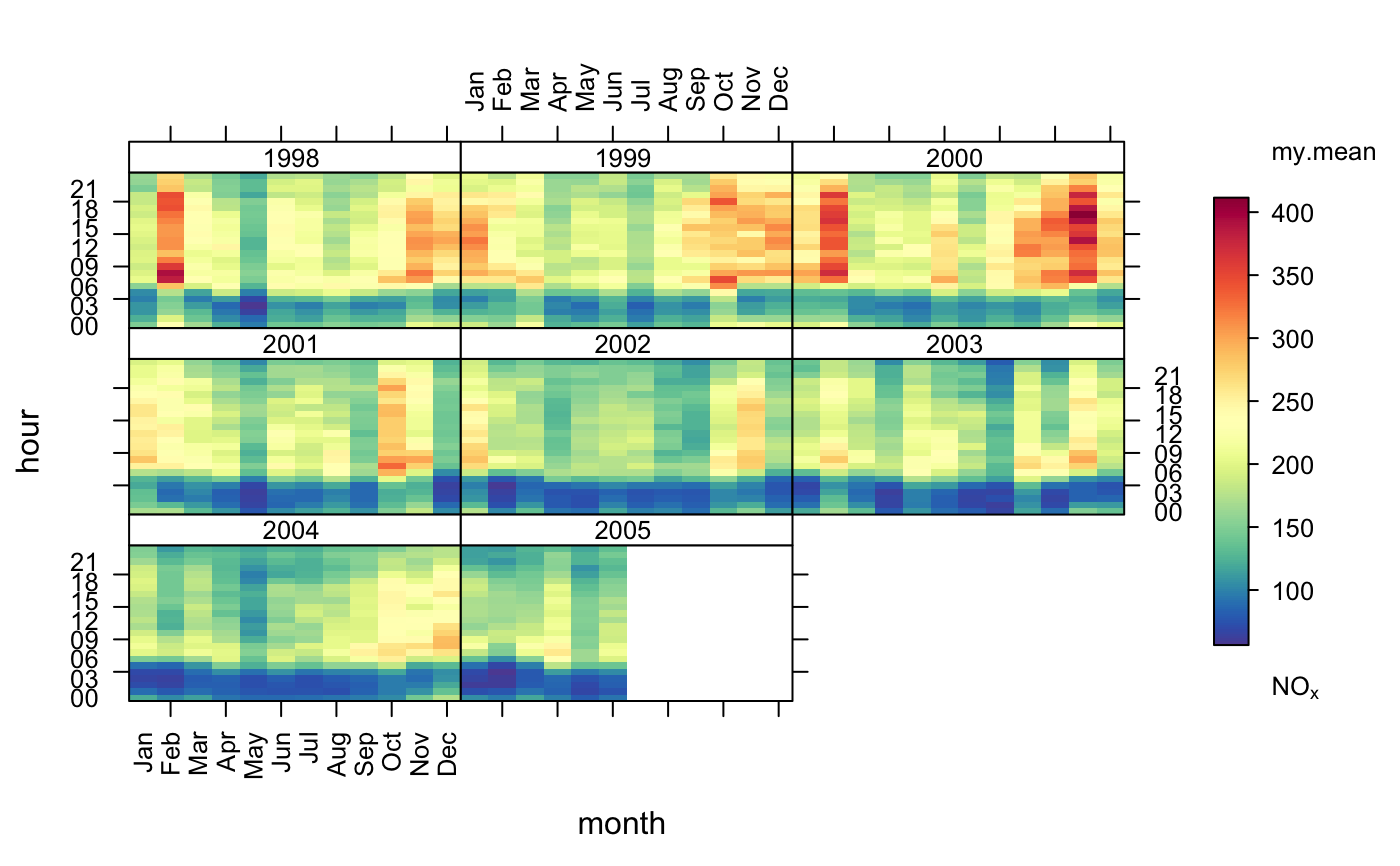 Jan
Feb
Mar
Apr
May
Jun
Jul
Aug
Sep
Oct
Nov
Dec
1998
1999
2000
my.mean
21
18
15
12
09
06
03
00
400
350
300
250
200
150
100
2001
2002
2003
21
18
15
12
09
06
03
00
hour
2004
2005
21
18
15
12
09
06
03
00
NOx
Jan
Feb
Mar
Apr
May
Jun
Jul
Aug
Sep
Oct
Nov
Dec
month